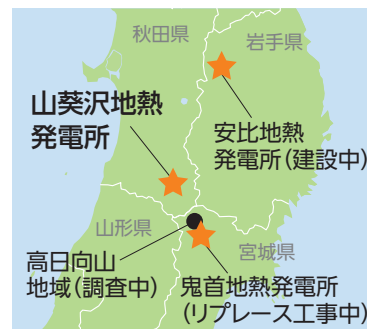 秋田県
岩手県
山葵沢地熱
発電所
安比地熱
発電所(建設中)
山形県
宮城県
高日向山
地域(調査中)
鬼首地熱発電所
(リプレース工事中)